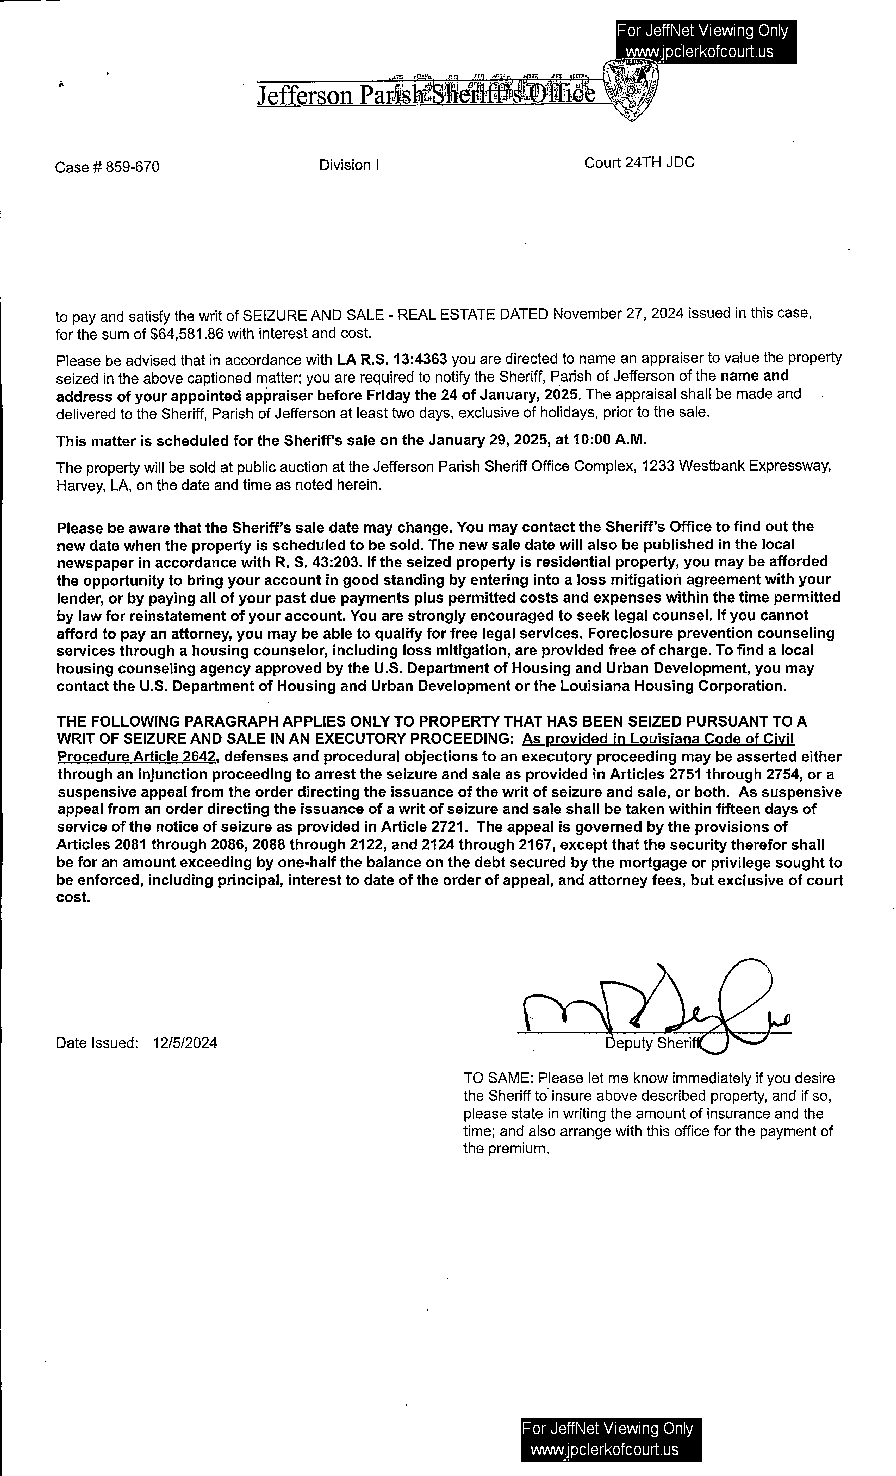 For JeffNet Viewing Only
www.jpclerkofcourt.us
Jefferson Parish Sheriff's Office
Case # 859-670 Division I Court 24TH JDC
to pay and satisfy the writ of SEIZURE AND SALE - REAL ESTATE DATED November 27, 2024 issued in this case,
for the sum of $64,581.86 with interest and cost.
Please be advised that in accordance with LA R.S. 13:4363 you are directed to name an appraiser to value the property
seized in the above captioned matter; you are required to notify the Sheriff, Parish of Jefferson of the name and
address of your appointed appraiser before Friday the 24 of January, 2025. The appraisal shall be made and
delivered to the Sheriff, Parish of Jefferson at least two days, exclusive of holidays, prior to the sale.
This matter is scheduled for the Sheriff's sale on the January 29, 2025, at 10:00 A.M.
The property will be sold at public auction at the Jefferson Parish Sheriff Office Complex, 1233 Westbank Expressway,
Harvey, LA, on the date and time as noted herein.
Please be aware that the Sheriff's sale date may change. You may contact the Sheriff's Office to find out the
new date when the property is scheduled to be sold. The new sale date will also be published in the local
newspaper in accordance with R. S. 43:203. If the seized property is residential property, you may be afforded
the opportunity to bring your account in good standing by entering into a loss mitigation agreement with your
lender, or by paying all of your past due payments plus permitted costs and expenses within the time permitted
by law for reinstatement of your account. You are strongly encouraged to seek legal counsel. If you cannot
afford to pay an attorney, you may be able to qualify for free legal services. Foreclosure prevention counseling
services through a housing counselor, including loss mitigation, are provided free of charge. To find a local
housing counseling agency approved by the U.S. Department of Housing and Urban Development, you may
contact the U.S. Department of Housing and Urban Development or the Louisiana Housing Corporation.
THE FOLLOWING PARAGRAPH APPLIES ONLY TO PROPERTY THAT HAS BEEN SEIZED PURSUANT TO A
WRIT OF SEIZURE AND SALE IN AN EXECUTORY PROCEEDING: As provided in Louisiana Code of Civil
Procedure Article 2642, defenses and procedural objections to an executory proceeding may be asserted either
through an injunction proceeding to arrest the seizure and sale as provided in Articles 2751 through 2754, or a
suspensive appeal from the order directing the issuance of the writ of seizure and sale, or both. As suspensive
appeal from an order directing the issuance of a writ of seizure and sale shall be taken within fifteen days of
service of the notice of seizure as provided in Article 2721. The appeal is governed by the provisions of
Articles 2081 through 2086, 2088 through 2122, and 2124 through 2167, except that the security therefor shall
be for an amount exceeding by one-half the balance on the debt secured by the mortgage or privilege sought to
be enforced, including principal, interest to date of the order of appeal, and attorney fees, but exclusive of court
cost.
Date Issued: 12/5/2024
Deputy Sheriff
TO SAME: Please let me know immediately if you desire
the Sheriff to insure above described property, and if so,
please state in writing the amount of insurance and the
time; and also arrange with this office for the payment of
the premium.
For JeffNet Viewing Only
www.jpclerkofcourt.us